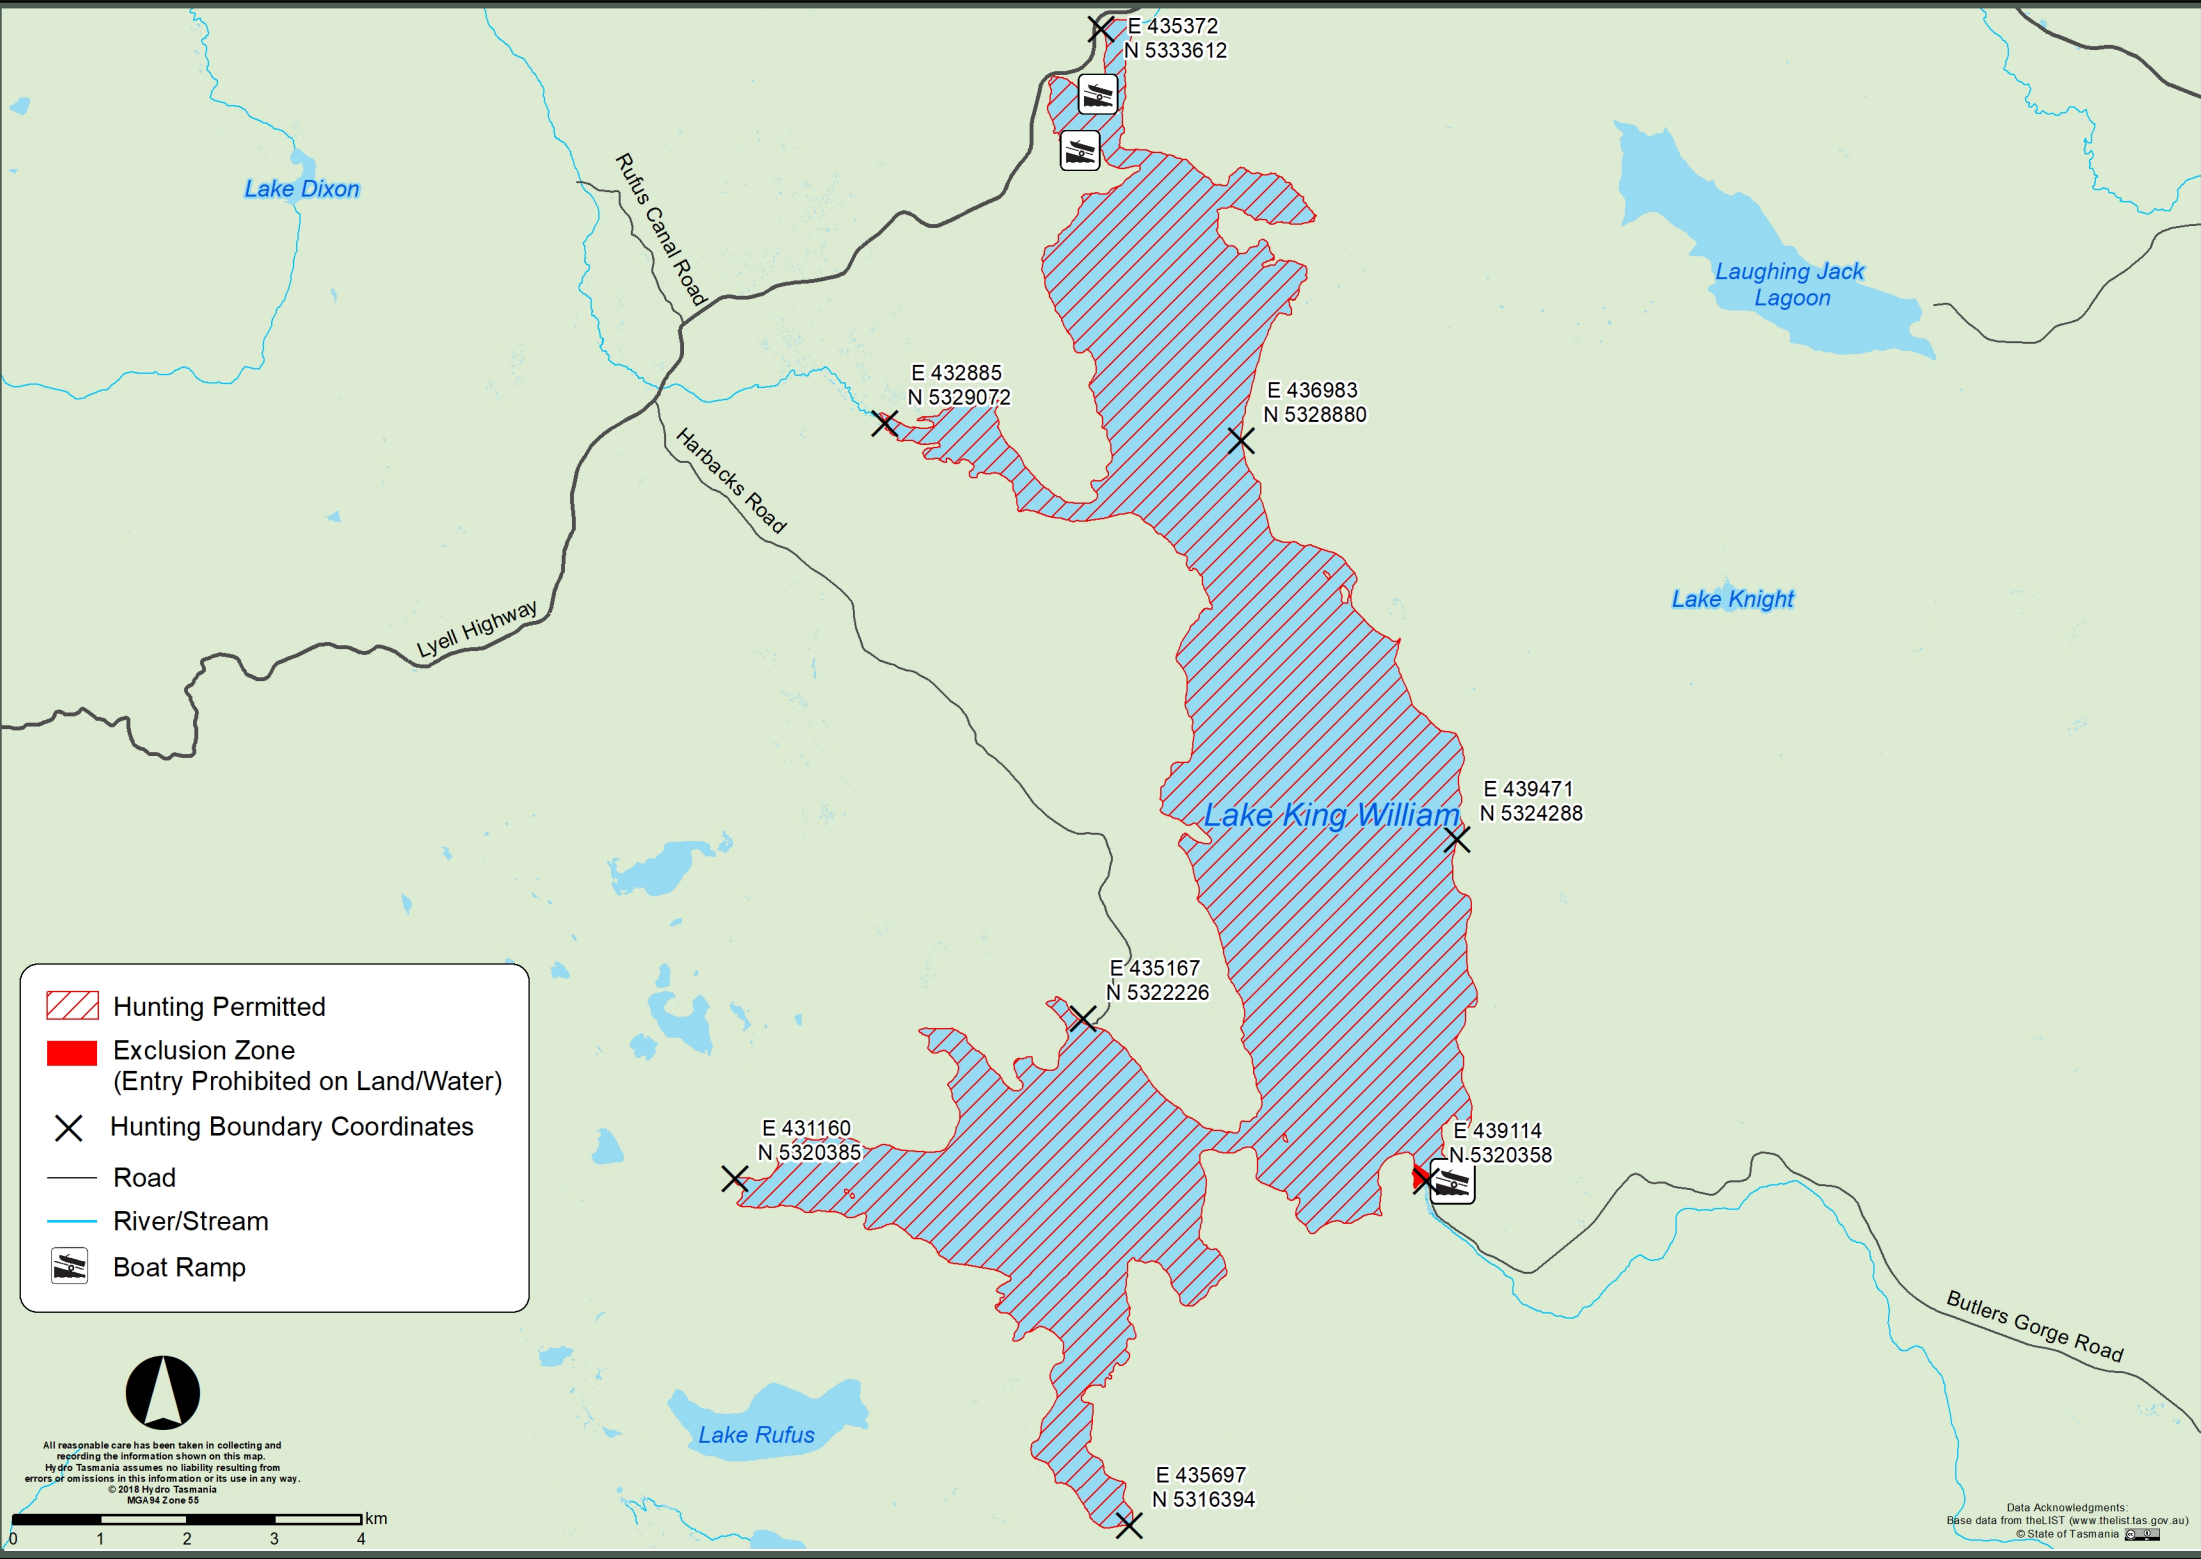 E 435372
N 5333612
Lake Dixon
Rufus Canal Road
Laughing Jack
Lagoon
E 432885
N 5329072
E 436983
N 5328880
Harbacks Road
Lyell Highway
Lake Knight
E 439471
N 5324288
Lake King William
E 435167
N 5322226
E 431160
N 5320385
E 439114
N 5320358
Hunting Permitted
Exclusion Zone
(Entry Prohibited on Land/Water)
Hunting Boundary Coordinates
Road
River/Stream
Boat Ramp
Butlers Gorge Road
Lake Rufus
E 435697
N 5316394
All reasonable care has been taken in collecting and
recording the information shown on this map.
Hydro Tasmania assumes no liability resulting from
errors or omissions in this information or its use in any way.
© 2018 Hydro Tasmania
MGA94 Zone 55
km
0 1 2 3 4
Data Acknowledgments:
Base data from theLIST (www.thelist.tas.gov.au)
© State of Tasmania